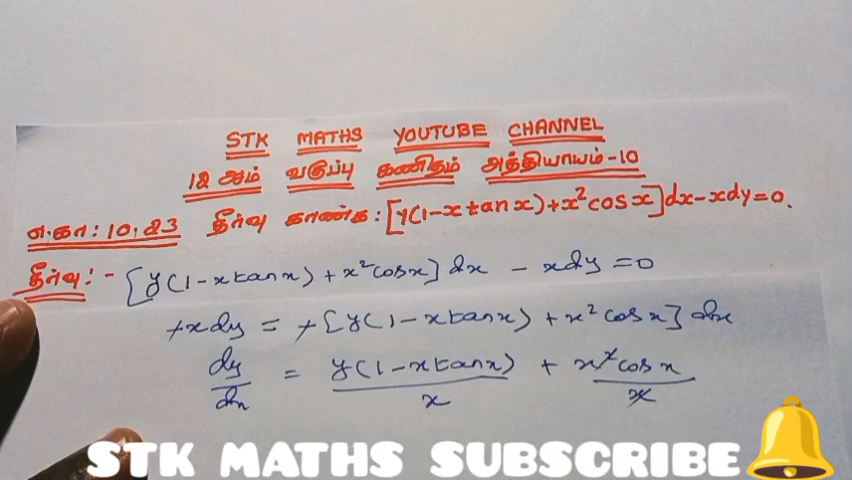 STK MATHS YOUTUBE CHANNEL
12 ஆம் வகுப்பு கணிதம் அத்தியாயம்-10
எ.கா: 10.23 தீர்வு காண்க: [y(1-x tan x)+x² cos x]dx-xdy=0.
தீர்வு:- [y(1-x tan x) + x² cos x] dx - xdy =0
+xdy = +[y(1-x tan x) + x² cos x] dx
dy/dx = y(1-x tan x)/x + x² cos x/x
STK MATHS SUBSCRIBE